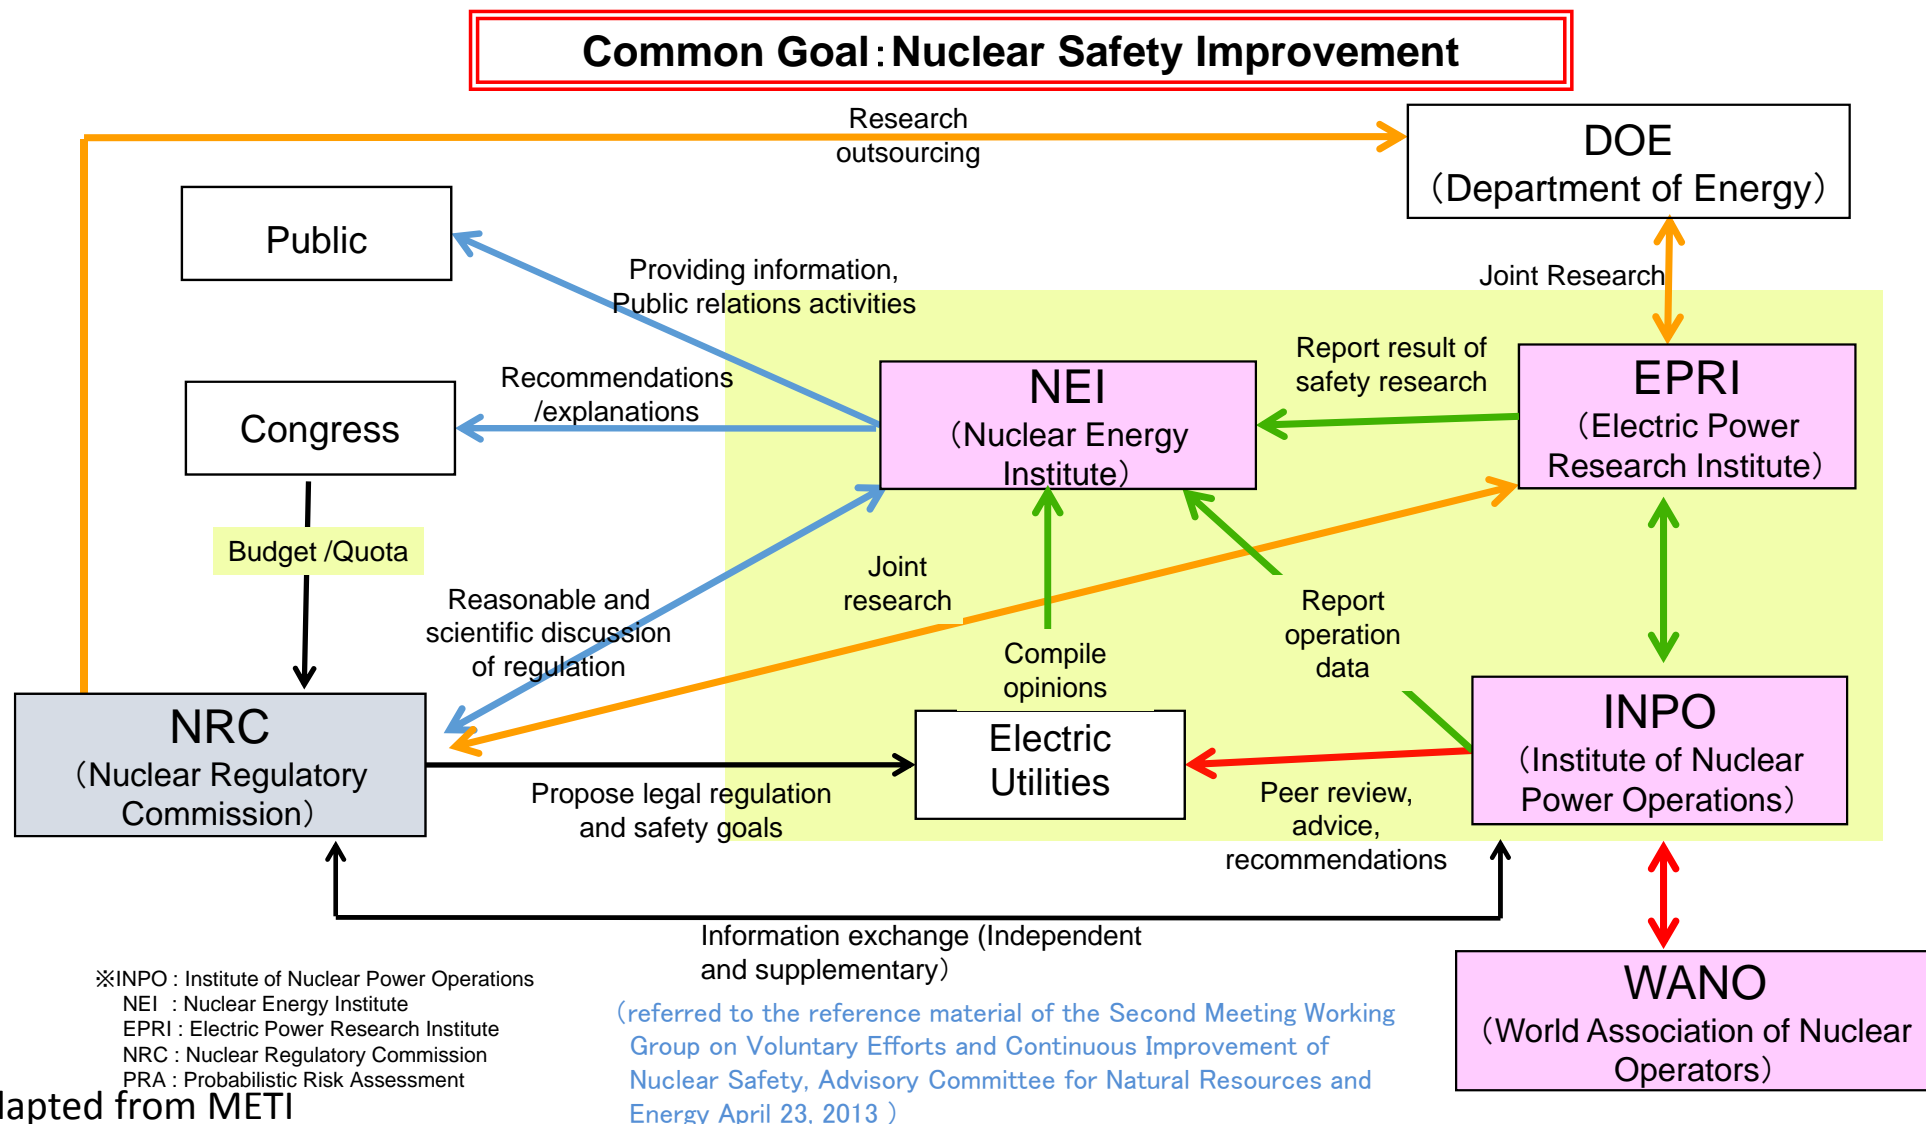 Common Goal：Nuclear Safety Improvement
Research
outsourcing
DOE
（Department of Energy）
Public
Providing information,
Public relations activities
Joint Research
Congress
Recommendations
/explanations
NEI
（Nuclear Energy
Institute）
Report result of
safety research
EPRI
（Electric Power
Research Institute）
Budget /Quota
Reasonable and
scientific discussion
of regulation
Joint
research
Compile
opinions
Report
operation
data
NRC
（Nuclear Regulatory
Commission）
Propose legal regulation
and safety goals
Electric
Utilities
Peer review,
advice,
recommendations
INPO
（Institute of Nuclear
Power Operations）
Information exchange (Independent
and supplementary）
WANO
（World Association of Nuclear
Operators）
※INPO : Institute of Nuclear Power Operations
NEI : Nuclear Energy Institute
EPRI : Electric Power Research Institute
NRC : Nuclear Regulatory Commission
PRA : Probabilistic Risk Assessment
（referred to the reference material of the Second Meeting Working
Group on Voluntary Efforts and Continuous Improvement of
Nuclear Safety, Advisory Committee for Natural Resources and
Energy April 23, 2013 ）
dapted from METI